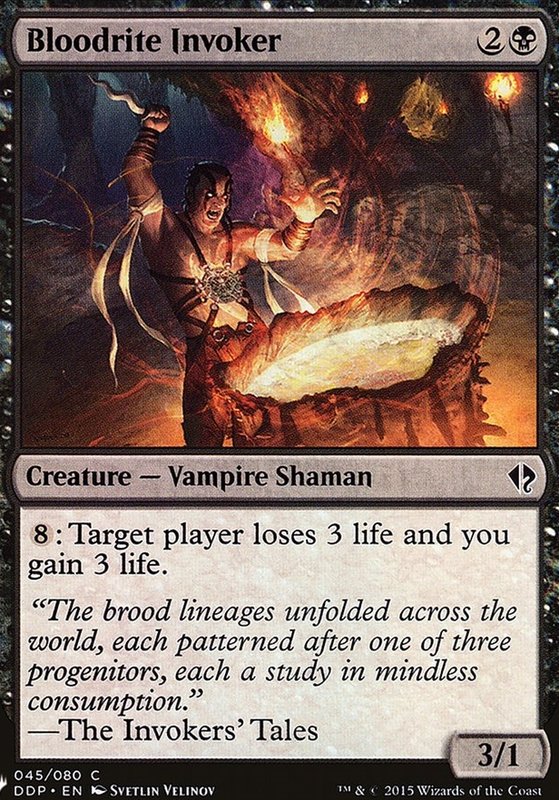 Bloodrite Invoker 2
Creature — Vampire Shaman
8: Target player loses 3 life and you
gain 3 life.
“The brood lineages unfolded across the
world, each patterned after one of three
progenitors, each a study in mindless
consumption.”
—The Invokers’ Tales
3/1
045/080 C
DDP • EN Svetlin Velinov
™ & © 2015 Wizards of the Coast